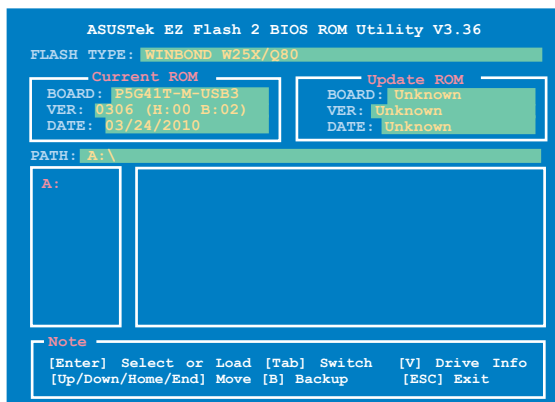 ASUSTek EZ Flash 2 BIOS ROM Utility V3.36
FLASH TYPE: WINBOND W25X/Q80
Current ROM
BOARD: P5G41T-M-USB3
VER: 0306 (H:00 B:02)
DATE: 03/24/2010
Update ROM
BOARD: Unknown
VER: Unknown
DATE: Unknown
PATH: A:\
A:
Note
[Enter] Select or Load [Tab] Switch [V] Drive Info
[Up/Down/Home/End] Move [B] Backup [ESC] Exit